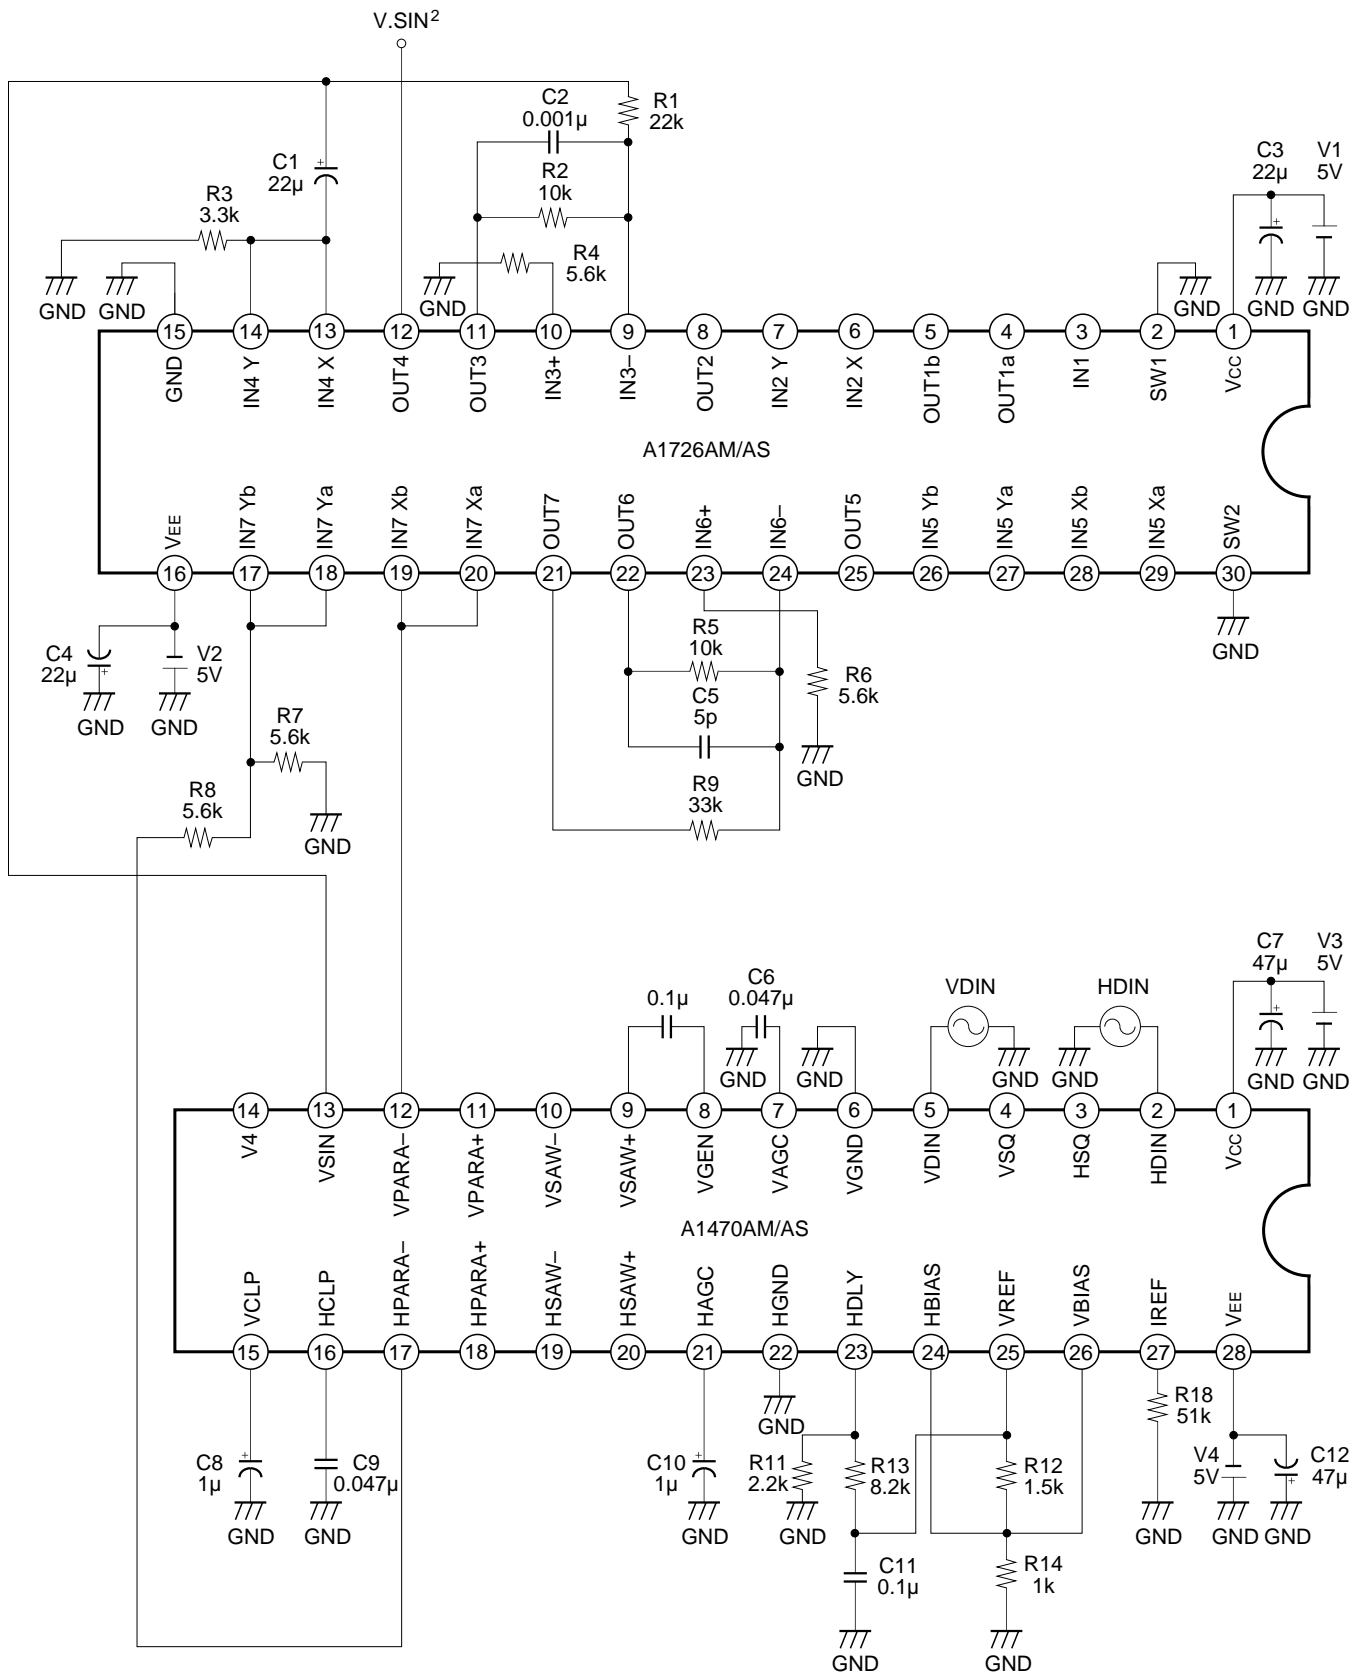 V.SIN²
C2
0.001µ
R1
22k
C1
22µ
R2
10k
C3
22µ
V1
5V
R3
3.3k
R4
5.6k
GND
GND
GND
GND
GND
GND
15
14
13
12
11
10
9
8
7
6
5
4
3
2
1
GND
IN4 Y
IN4 X
OUT4
OUT3
IN3+
IN3–
OUT2
IN2 Y
IN2 X
OUT1b
OUT1a
IN1
SW1
VCC
A1726AM/AS
VEE
IN7 Yb
IN7 Ya
IN7 Xb
IN7 Xa
OUT7
OUT6
IN6+
IN6–
OUT5
IN5 Yb
IN5 Ya
IN5 Xb
IN5 Xa
SW2
16
17
18
19
20
21
22
23
24
25
26
27
28
29
30
GND
C4
22µ
V2
5V
R5
10k
R6
5.6k
C5
5p
GND
GND
R7
5.6k
GND
R9
33k
R8
5.6k
GND
C7
47µ
V3
5V
0.1µ
C6
0.047µ
VDIN
HDIN
GND
GND
GND
GND
GND
GND
14
13
12
11
10
9
8
7
6
5
4
3
2
1
V4
VSIN
VPARA–
VPARA+
VSAW–
VSAW+
VGEN
VAGC
VGND
VDIN
VSQ
HSQ
HDIN
VCC
A1470AM/AS
VCLP
HCLP
HPARA–
HPARA+
HSAW–
HSAW+
HAGC
HGND
HDLY
HBIAS
VREF
VBIAS
IREF
VEE
15
16
17
18
19
20
21
22
23
24
25
26
27
28
GND
R18
51k
C8
1µ
C9
0.047µ
C10
1µ
R11
2.2k
R13
8.2k
R12
1.5k
V4
5V
C12
47µ
GND
GND
GND
GND
GND
GND
GND
C11
0.1µ
R14
1k
GND
GND